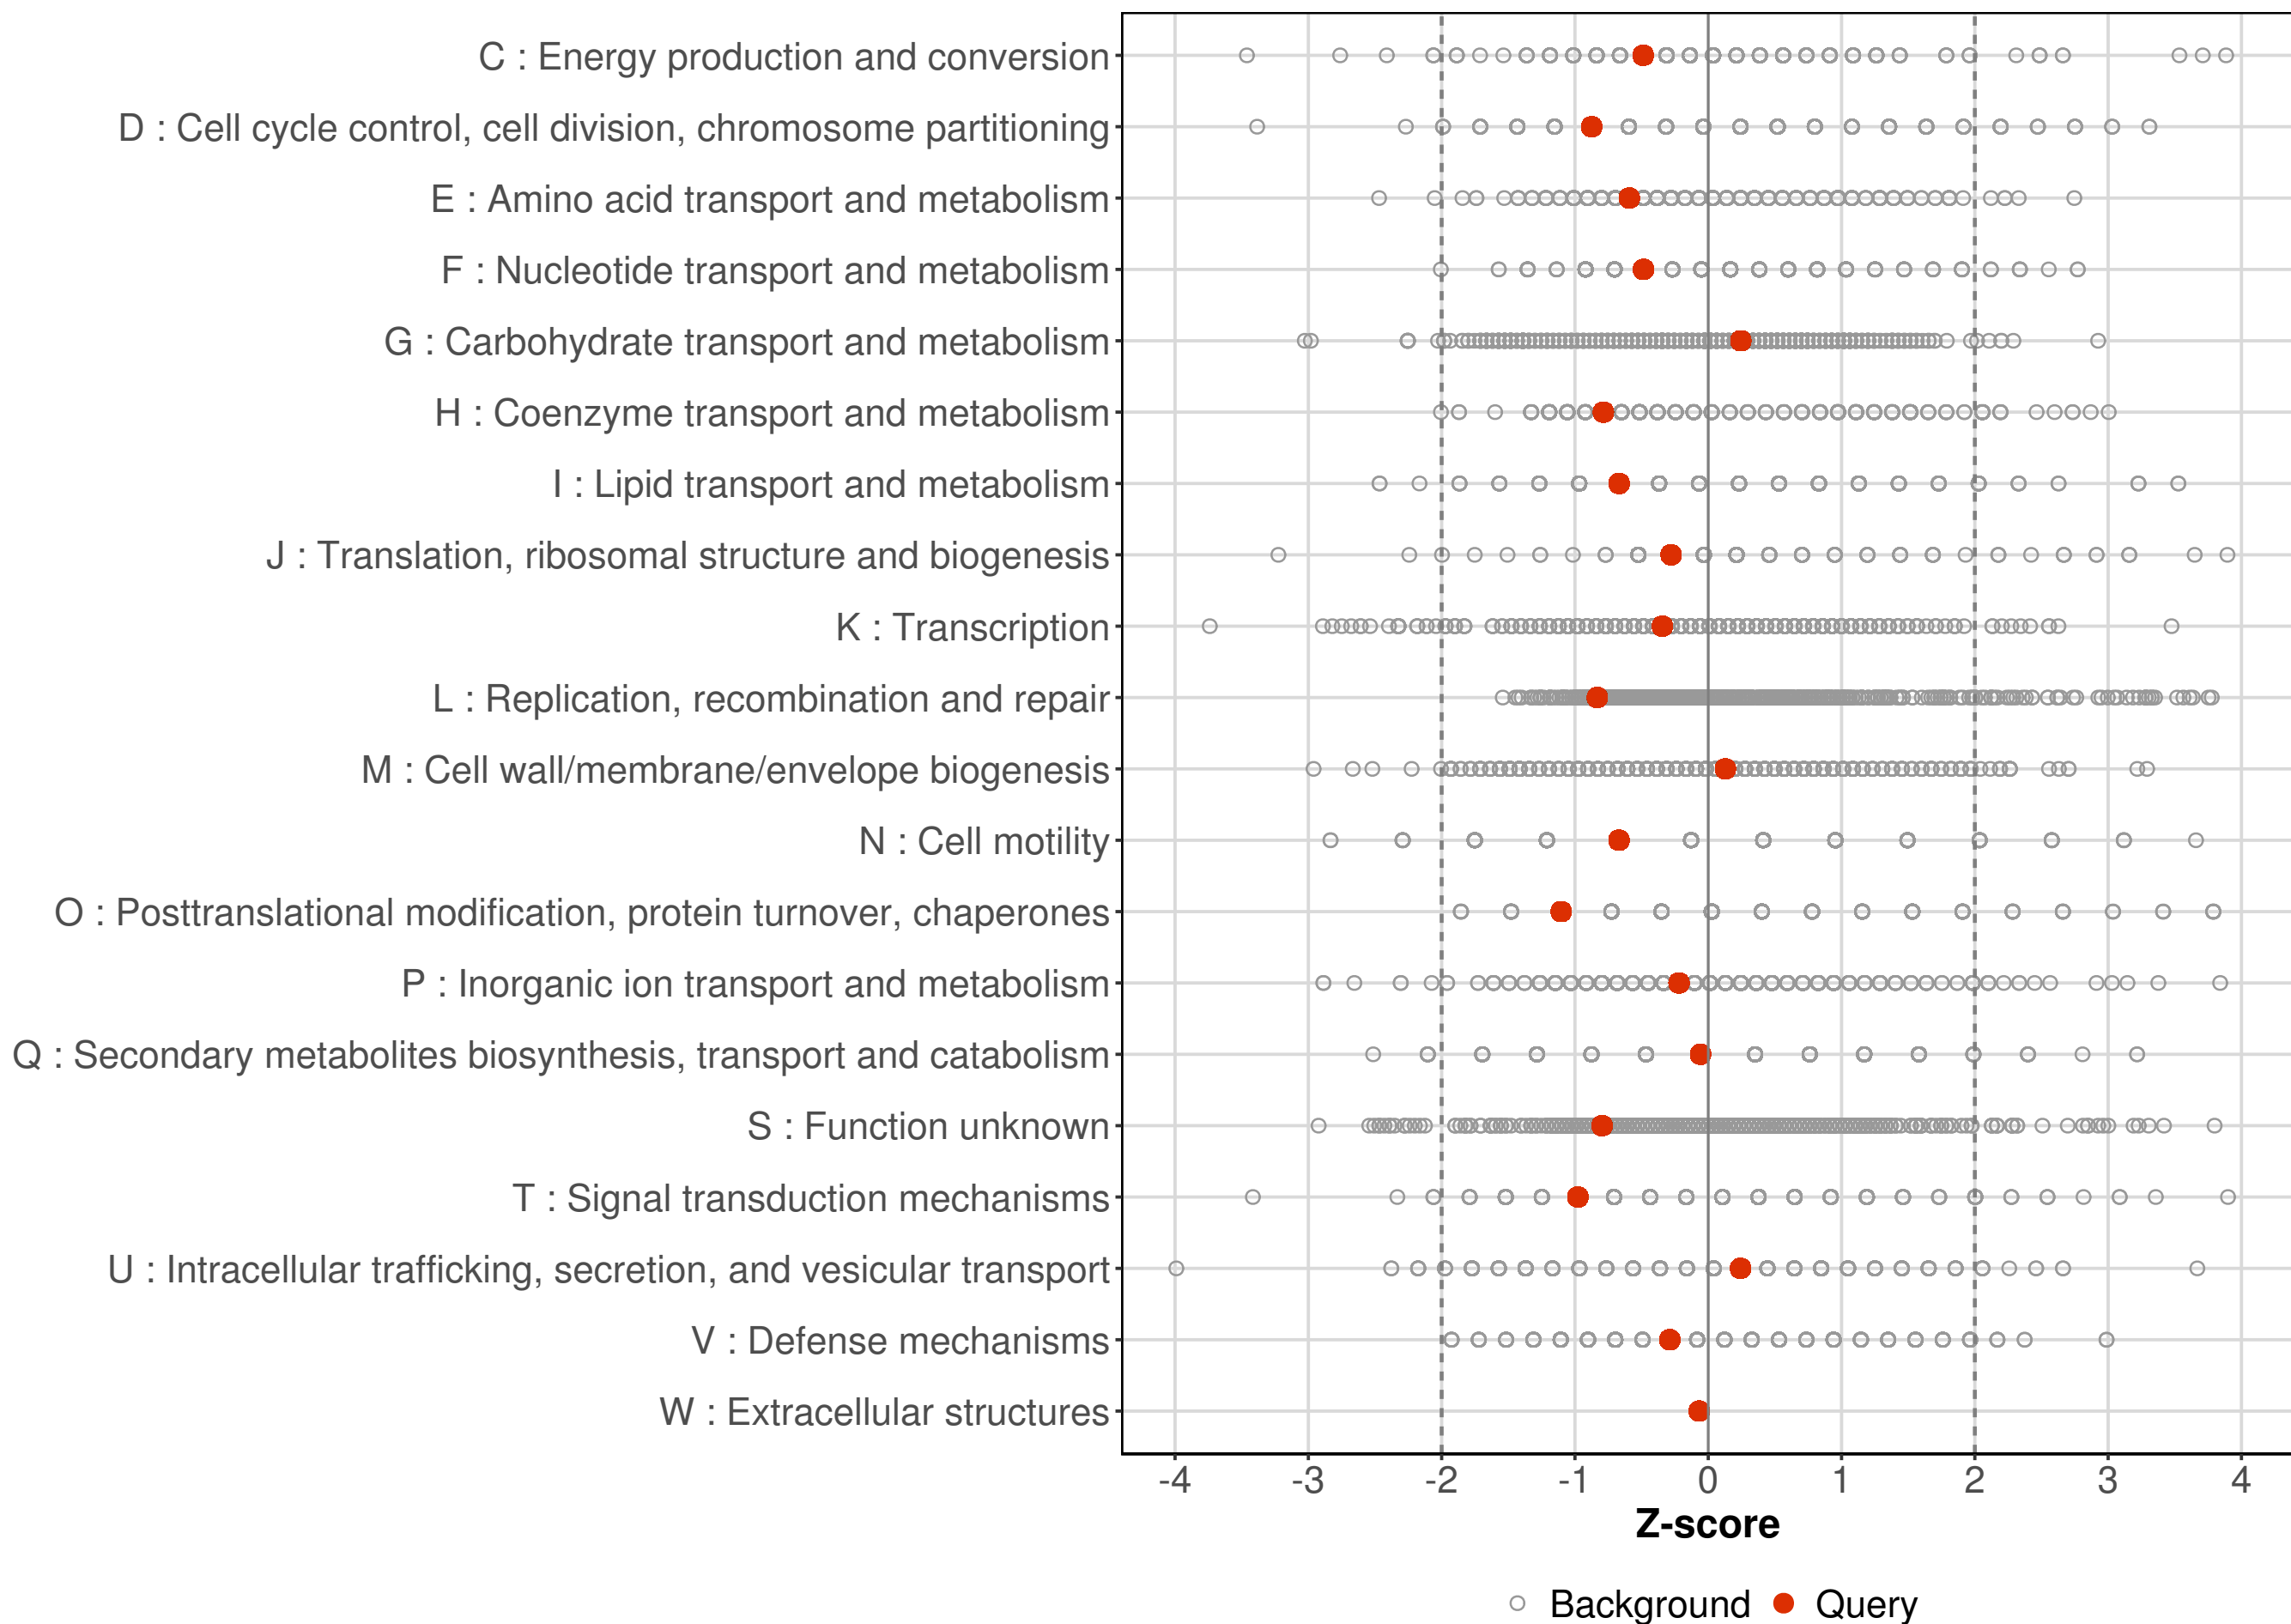 C : Energy production and conversion
D : Cell cycle control, cell division, chromosome partitioning
E : Amino acid transport and metabolism
F : Nucleotide transport and metabolism
G : Carbohydrate transport and metabolism
H : Coenzyme transport and metabolism
I : Lipid transport and metabolism
J : Translation, ribosomal structure and biogenesis
K : Transcription
L : Replication, recombination and repair
M : Cell wall/membrane/envelope biogenesis
N : Cell motility
O : Posttranslational modification, protein turnover, chaperones
P : Inorganic ion transport and metabolism
Q : Secondary metabolites biosynthesis, transport and catabolism
S : Function unknown
T : Signal transduction mechanisms
U : Intracellular trafficking, secretion, and vesicular transport
V : Defense mechanisms
W : Extracellular structures
-4 -3 -2 -1 0 1 2 3 4
Z-score
Background Query